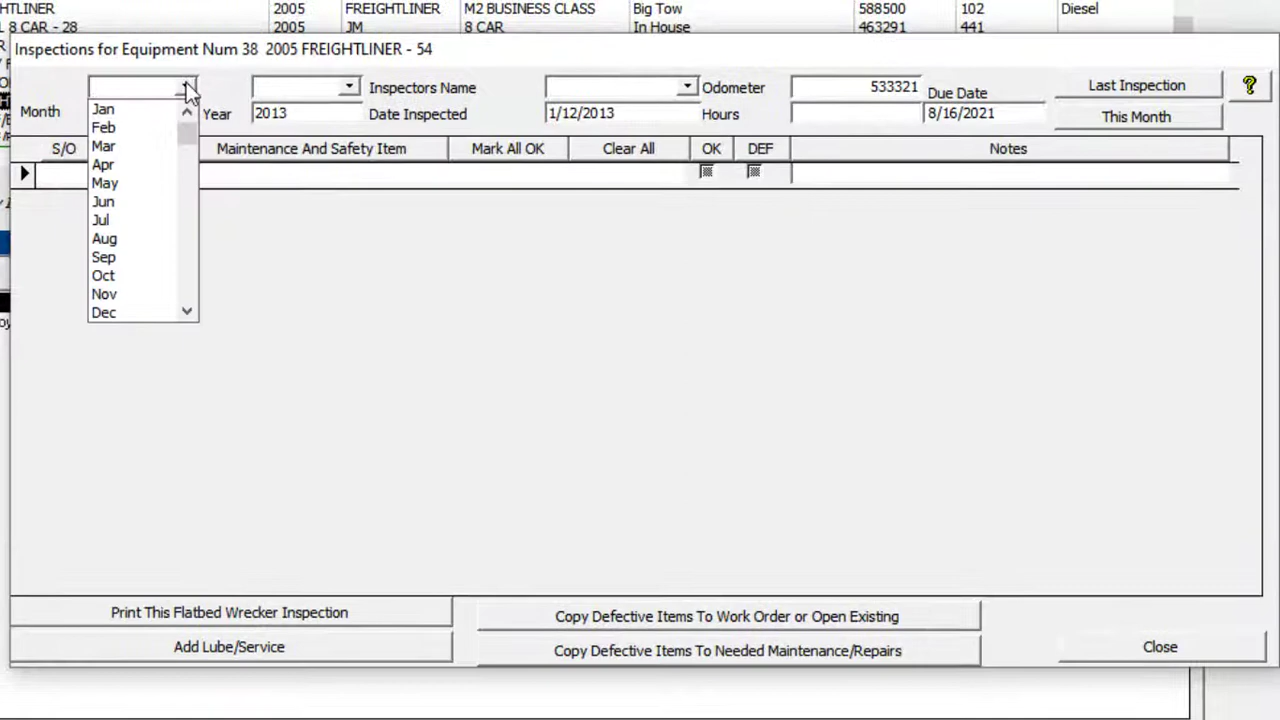 HTLINER 2005 FREIGHTLINER M2 BUSINESS CLASS Big Tow 588500 102 Diesel
8 CAR - 28 2005 JM 8 CAR In House 463291 441
Inspections for Equipment Num 38 2005 FREIGHTLINER - 54
Inspectors Name Odometer 533321 Due Date Last Inspection ?
Month Year 2013 Date Inspected 1/12/2013 Hours 8/16/2021 This Month
S/O Maintenance And Safety Item Mark All OK Clear All OK DEF Notes
Jan
Feb
Mar
Apr
May
Jun
Jul
Aug
Sep
Oct
Nov
Dec
Print This Flatbed Wrecker Inspection Copy Defective Items To Work Order or Open Existing
Add Lube/Service Copy Defective Items To Needed Maintenance/Repairs Close